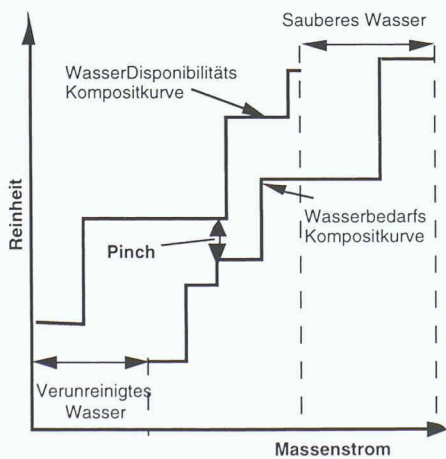 Sauberes Wasser
WasserDisponibilitäts
Kompositkurve
Reinheit
Wasserbedarfs
Kompositkurve
Pinch
Verunreinigtes
Wasser
Massenstrom